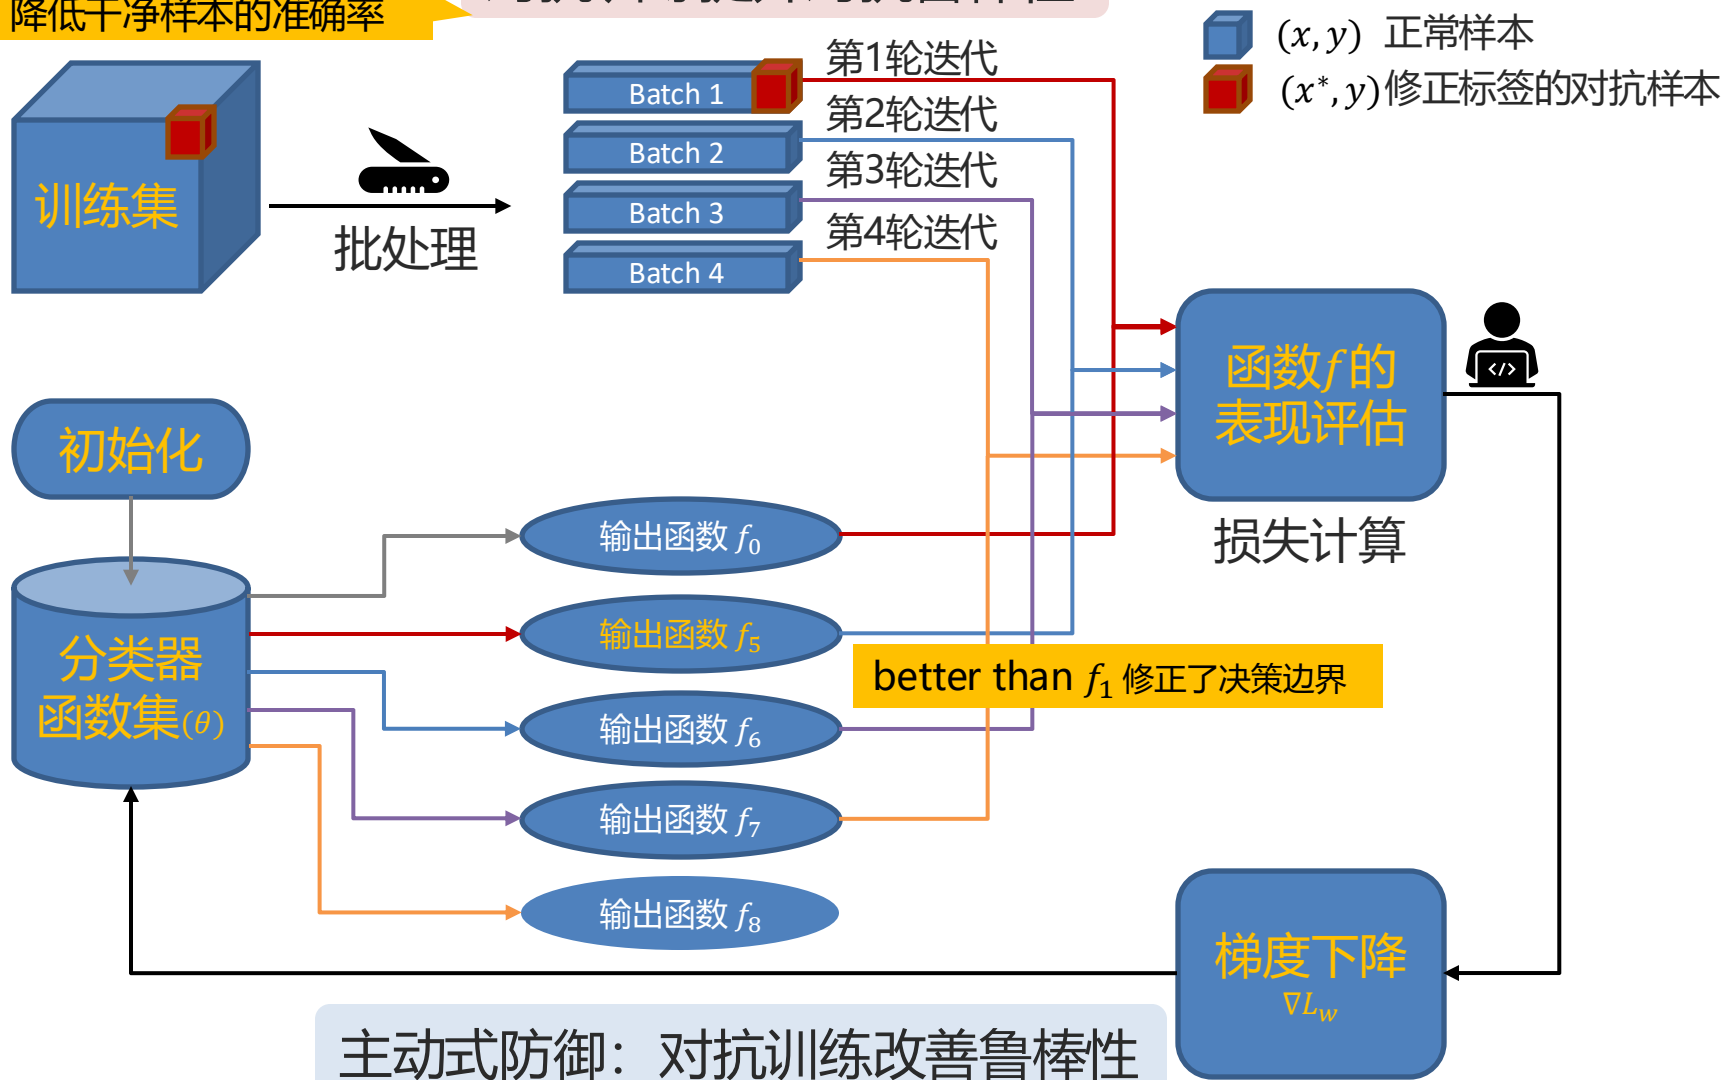 降低干净样本的准确率
(x, y) 正常样本
(x*, y) 修正标签的对抗样本
训练集
批处理
Batch 1
Batch 2
Batch 3
Batch 4
第1轮迭代
第2轮迭代
第3轮迭代
第4轮迭代
函数f的
表现评估
损失计算
初始化
分类器
函数集(θ)
输出函数 f₀
输出函数 f₅
输出函数 f₆
输出函数 f₇
输出函数 f₈
better than f₁ 修正了决策边界
梯度下降
∇L_w
主动式防御：对抗训练改善鲁棒性